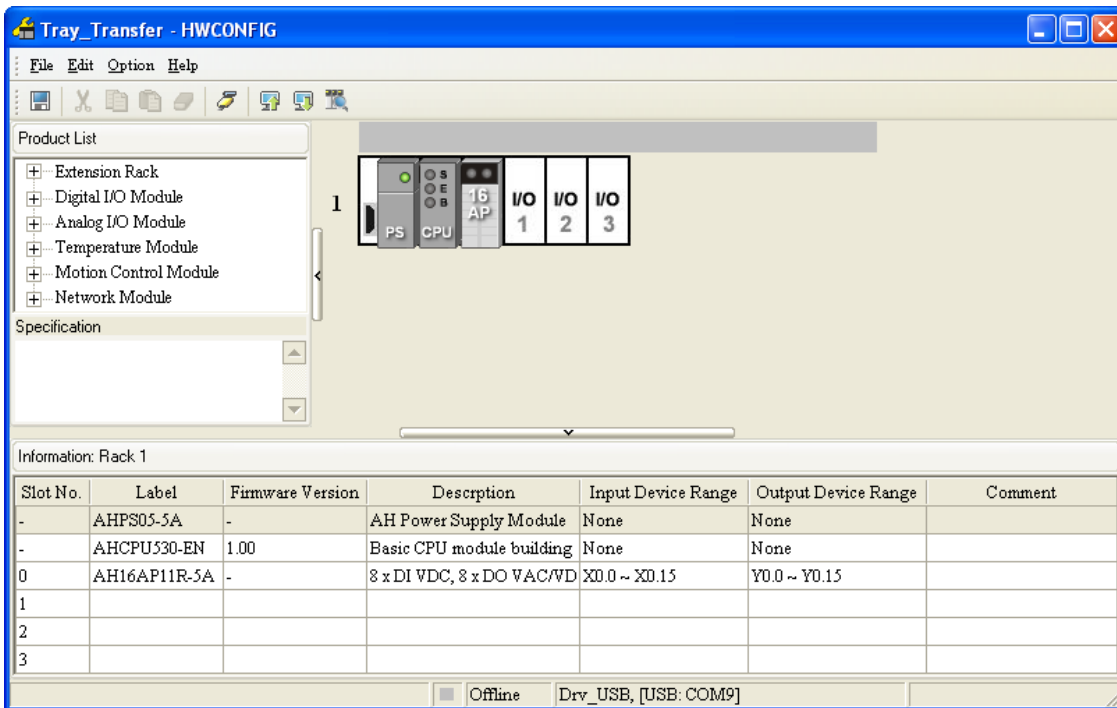 Tray_Transfer - HWCONFIG
File Edit Option Help
Product List
Extension Rack
Digital I/O Module
Analog I/O Module
Temperature Module
Motion Control Module
Network Module
Specification
1
PS
CPU
S
E
B
16
AP
I/O
1
I/O
2
I/O
3
Information: Rack 1
Slot No. Label Firmware Version Descrption Input Device Range Output Device Range Comment
- AHPS05-5A - AH Power Supply Module None None
- AHCPU530-EN 1.00 Basic CPU module building None None
0 AH16AP11R-5A - 8 x DI VDC, 8 x DO VAC/VD X0.0 ~ X0.15 Y0.0 ~ Y0.15
1
2
3
Offline Drv_USB, [USB: COM9]